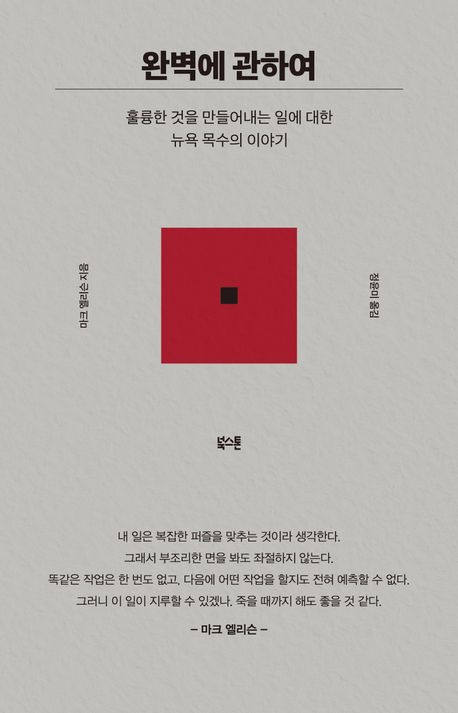 완벽에 관하여
훌륭한 것을 만들어내는 일에 대한
뉴욕 목수의 이야기
마크 엘리슨 지음
정윤미 옮김
북스톤
내 일은 복잡한 퍼즐을 맞추는 것이라 생각한다.
그래서 부조리한 면을 봐도 좌절하지 않는다.
똑같은 작업은 한 번도 없고, 다음에 어떤 작업을 할지도 전혀 예측할 수 없다.
그러니 이 일이 지루할 수 있겠나. 죽을 때까지 해도 좋을 것 같다.
– 마크 엘리슨 –